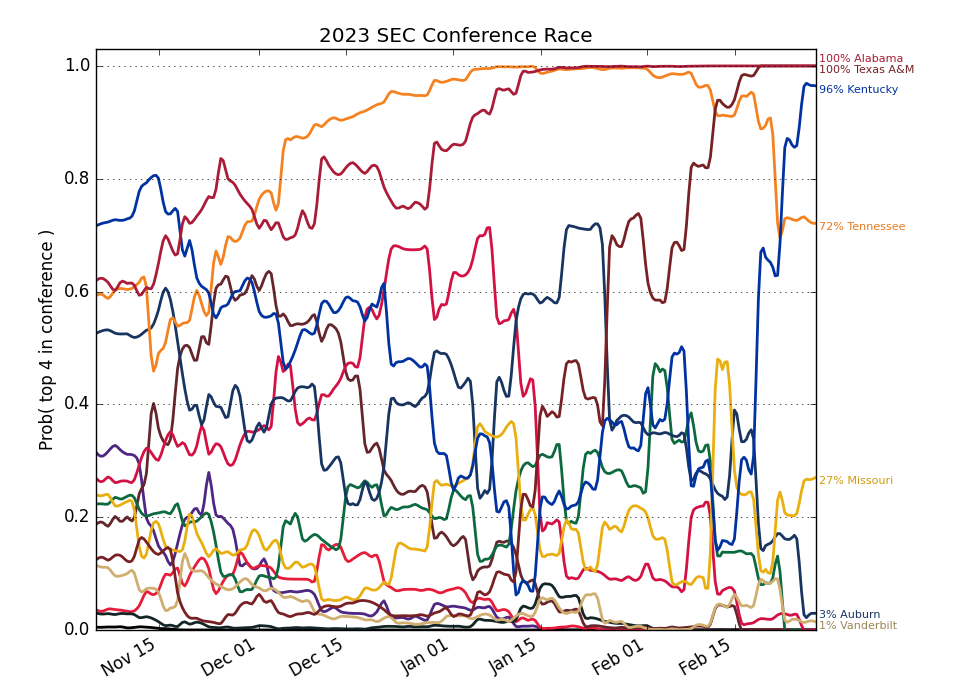 2023 SEC Conference Race
Prob( top 4 in conference )
1.0
0.8
0.6
0.4
0.2
0.0
Nov 15
Dec 01
Dec 15
Jan 01
Jan 15
Feb 01
Feb 15
100% Alabama
100% Texas A&M
96% Kentucky
72% Tennessee
27% Missouri
3% Auburn
1% Vanderbilt